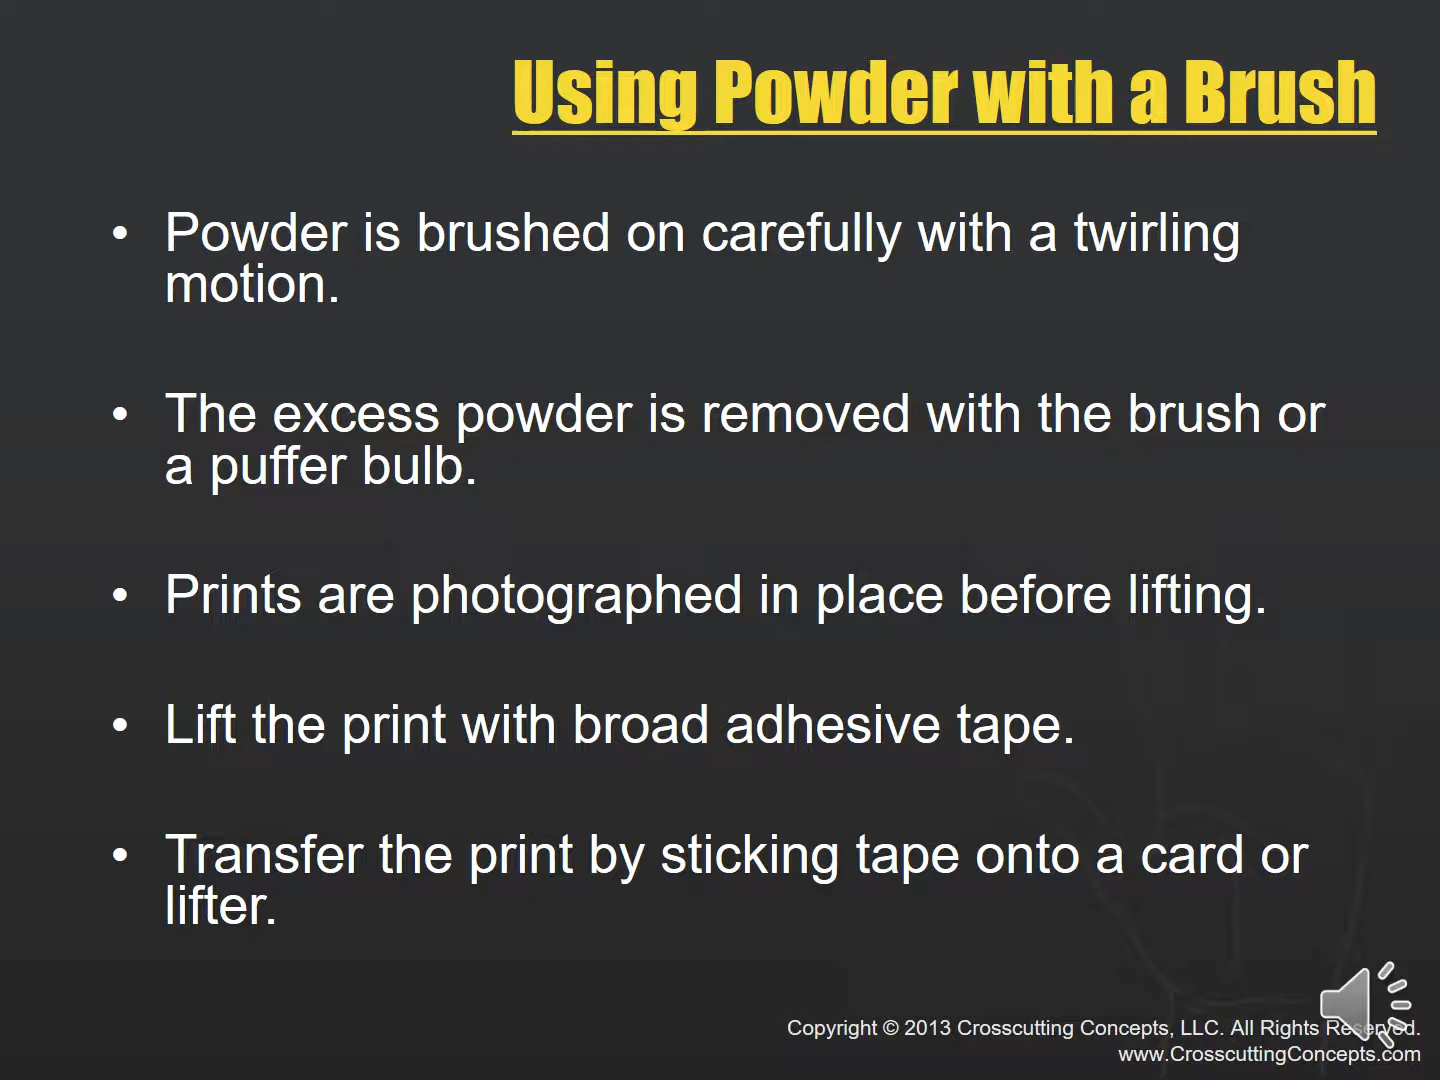 Using Powder with a Brush
• Powder is brushed on carefully with a twirling
motion.
• The excess powder is removed with the brush or
a puffer bulb.
• Prints are photographed in place before lifting.
• Lift the print with broad adhesive tape.
• Transfer the print by sticking tape onto a card or
lifter.
Copyright © 2013 Crosscutting Concepts, LLC. All Rights Reserved.
www.CrosscuttingConcepts.com